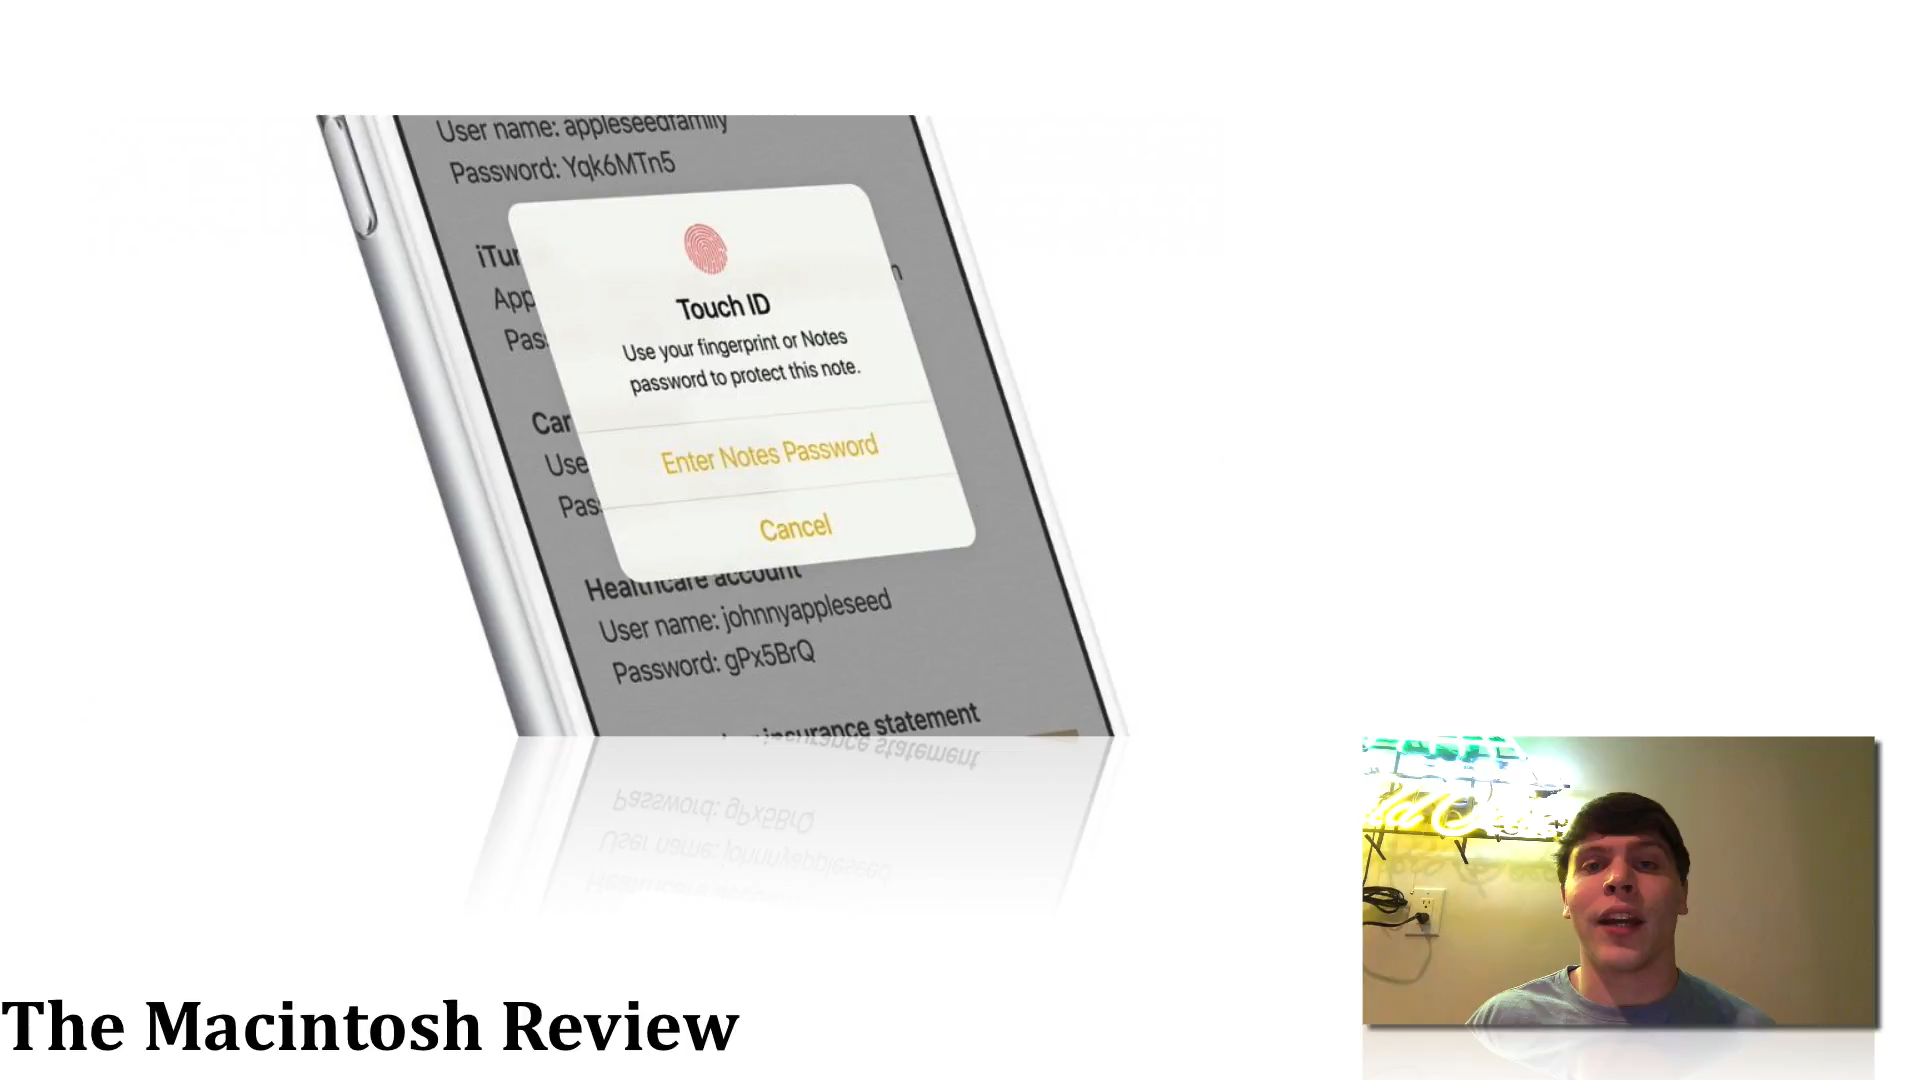 User name: appleseedfamily
Password: Yqk6MTn5
Touch ID
Use your fingerprint or Notes
password to protect this note.
Enter Notes Password
Cancel
Healthcare account
User name: johnnyappleseed
Password: gPx5BrQ
insurance statement
The Macintosh Review